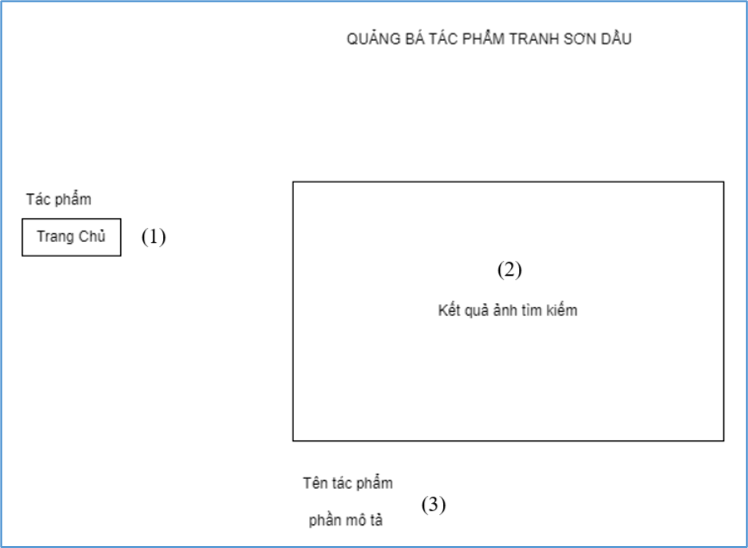 QUẢNG BÁ TÁC PHẨM TRANH SƠN DẦU
Tác phẩm
Trang Chủ (1)
(2)
Kết quả ảnh tìm kiếm
Tên tác phẩm
(3)
phần mô tả